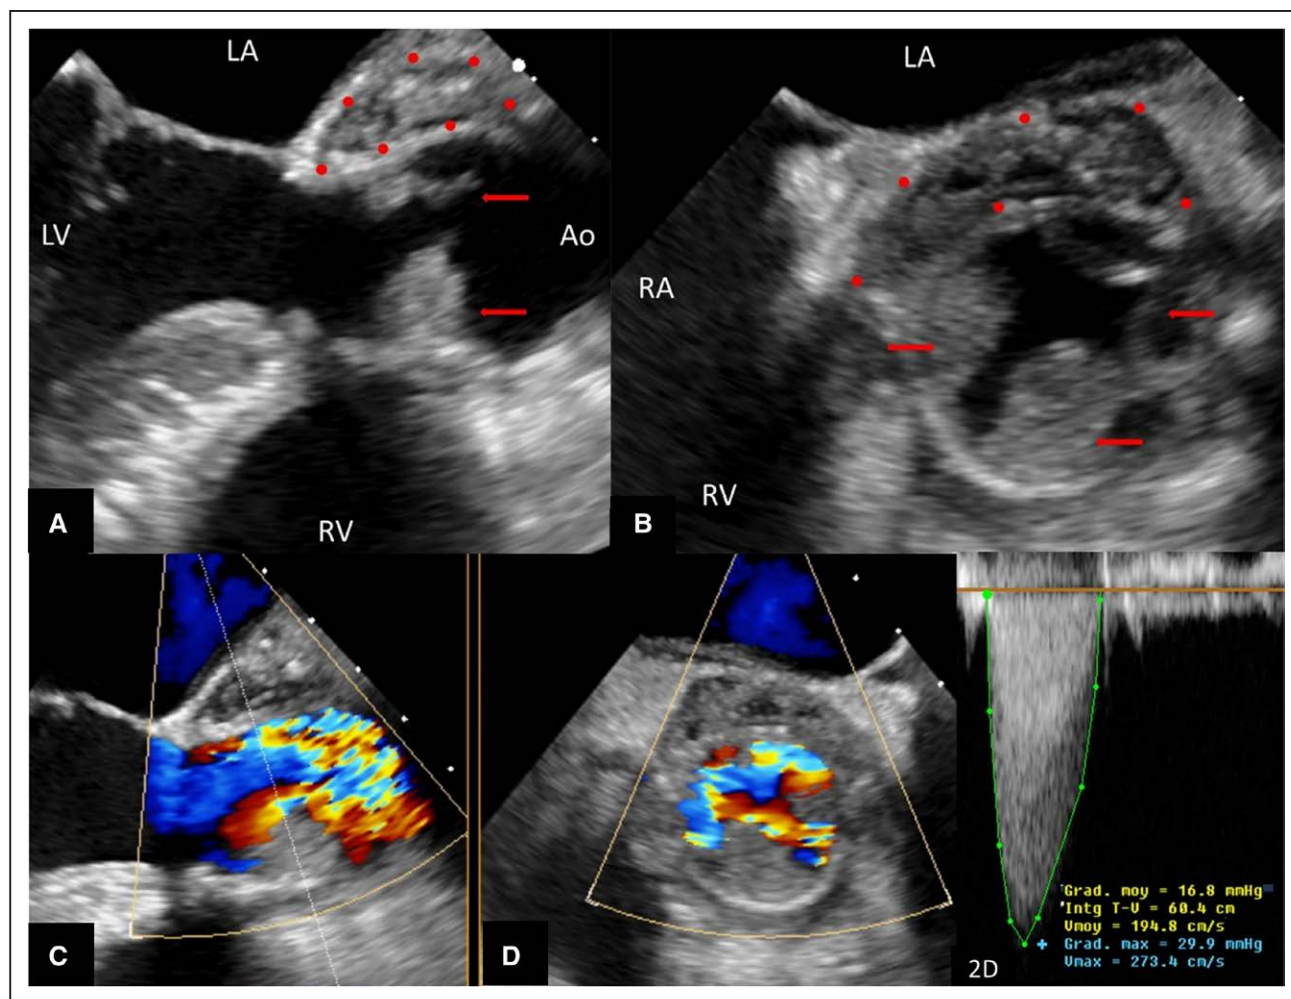 LA
LV
Ao
RV
A
LA
RA
RV
B
C
D
Grad. moy = 16.8 mmHg
Intg T-V = 60.4 cm
Vmoy = 194.8 cm/s
Grad. max = 29.9 mmHg
Vmax = 273.4 cm/s
2D